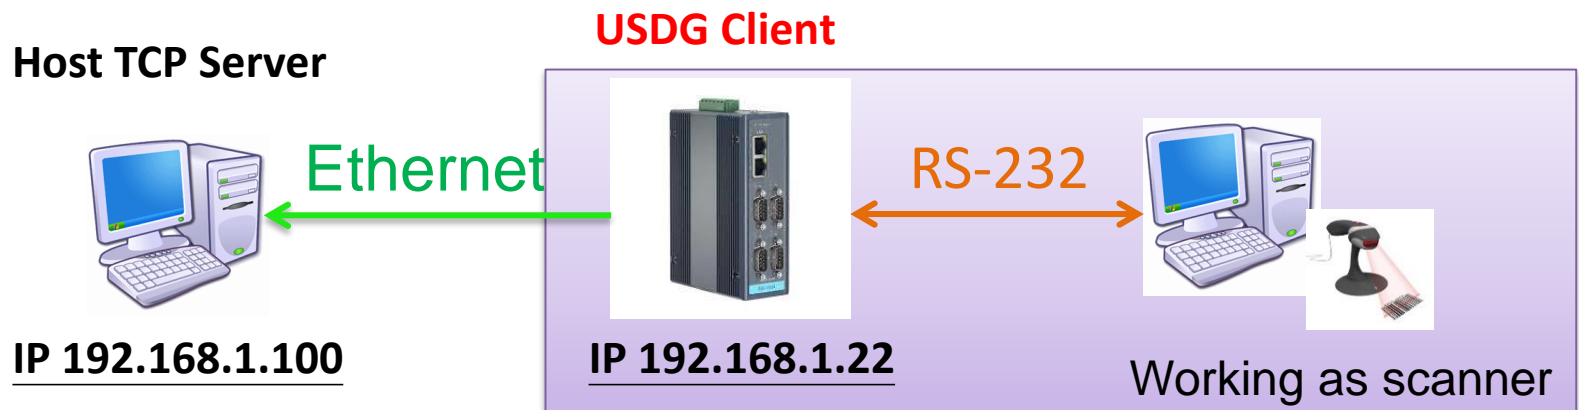 USDG Client
Host TCP Server
Ethernet
RS-232
IP 192.168.1.100
IP 192.168.1.22
Working as scanner